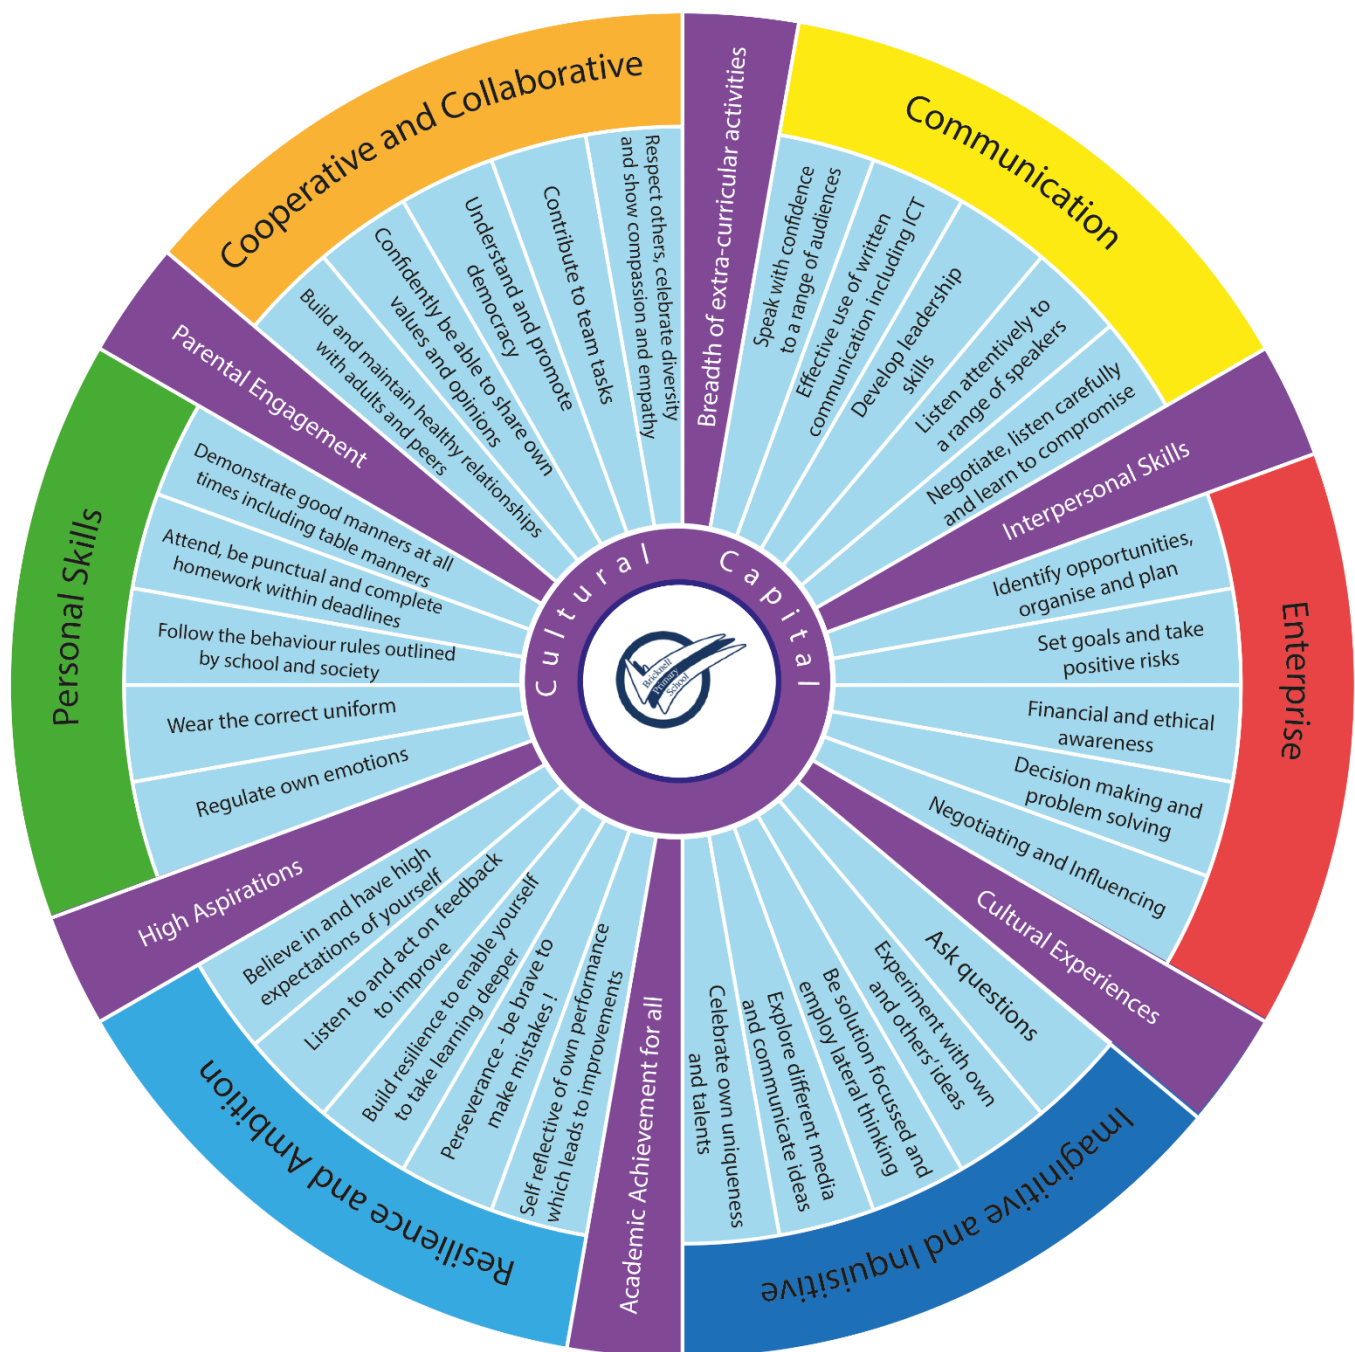 Cultural Capital
Bricknell
Primary
School
Breadth of extra-curricular activities
Communication
Speak with confidence
to a range of audiences
Effective use of written
communication including ICT
Develop leadership
skills
Listen attentively to
a range of speakers
Negotiate, listen carefully
and learn to compromise
Interpersonal Skills
Enterprise
Identify opportunities,
organise and plan
Set goals and take
positive risks
Financial and ethical
awareness
Decision making and
problem solving
Negotiating and Influencing
Cultural Experiences
Imaginitive and Inquisitive
Ask questions
Experiment with own
and others' ideas
Be solution focussed and
employ lateral thinking
Explore different media
and communicate ideas
Celebrate own uniqueness
and talents
Academic Achievement for all
Resilience and Ambition
Self reflective of own performance
which leads to improvements
Perseverance - be brave to
make mistakes !
Build resilience to enable yourself
to take learning deeper
Listen to and act on feedback
to improve
Believe in and have high
expectations of yourself
High Aspirations
Personal Skills
Regulate own emotions
Wear the correct uniform
Follow the behaviour rules outlined
by school and society
Attend, be punctual and complete
homework within deadlines
Demonstrate good manners at all
times including table manners
Parental Engagement
Cooperative and Collaborative
Build and maintain healthy relationships
with adults and peers
Confidently be able to share own
values and opinions
Understand and promote
democracy
Contribute to team tasks
Respect others, celebrate diversity
and show compassion and empathy